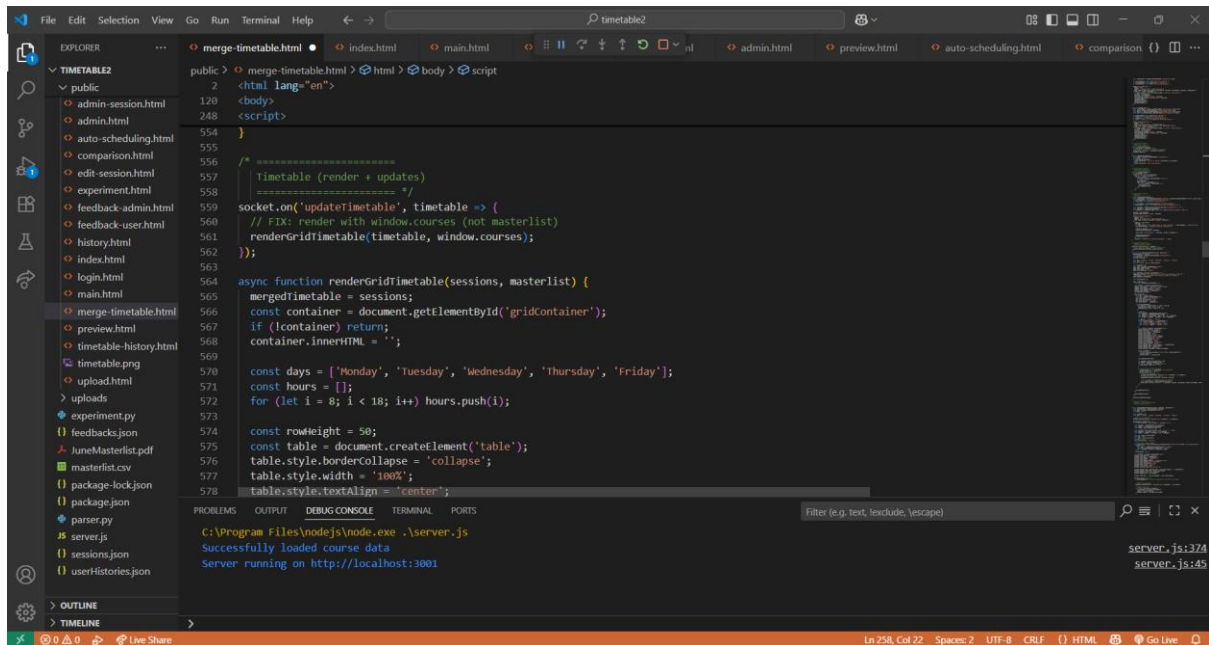 File Edit Selection View Go Run Terminal Help
timetable2
EXPLORER
TIMETABLE2
public
admin-session.html
admin.html
auto-scheduling.html
comparison.html
edit-session.html
experiment.html
feedback-admin.html
feedback-user.html
history.html
index.html
login.html
main.html
merge-timetable.html
preview.html
timetable-history.html
timetable.png
upload.html
uploads
experiment.py
feedbacks.json
JuneMasterlist.pdf
masterlist.csv
package-lock.json
package.json
parser.py
server.js
sessions.json
userHistories.json
OUTLINE
TIMELINE
merge-timetable.html index.html main.html admin.html preview.html auto-scheduling.html comparison
public > merge-timetable.html > html > body > script
2 <html lang="en">
120 <body>
248 <script>
554 }
555
556 /* =======================
557 Timetable (render + updates)
558 ======================= */
559 socket.on('updateTimetable', timetable => {
560 // FIX: render with window.courses (not masterlist)
561 renderGridTimetable(timetable, window.courses);
562 });
563
564 async function renderGridTimetable(sessions, masterlist) {
565 mergedTimetable = sessions;
566 const container = document.getElementById('gridContainer');
567 if (!container) return;
568 container.innerHTML = '';
569
570 const days = ['Monday', 'Tuesday', 'Wednesday', 'Thursday', 'Friday'];
571 const hours = [];
572 for (let i = 8; i < 18; i++) hours.push(i);
573
574 const rowHeight = 50;
575 const table = document.createElement('table');
576 table.style.borderCollapse = 'collapse';
577 table.style.width = '100%';
578 table.style.textAlign = 'center';
PROBLEMS OUTPUT DEBUG CONSOLE TERMINAL PORTS Filter (e.g. text, !exclude, \escape)
C:\Program Files\nodejs\node.exe .\server.js
Successfully loaded course data server.js:374
Server running on http://localhost:3001 server.js:45
0 0 Live Share Ln 258, Col 22 Spaces: 2 UTF-8 CRLF {} HTML Go Live